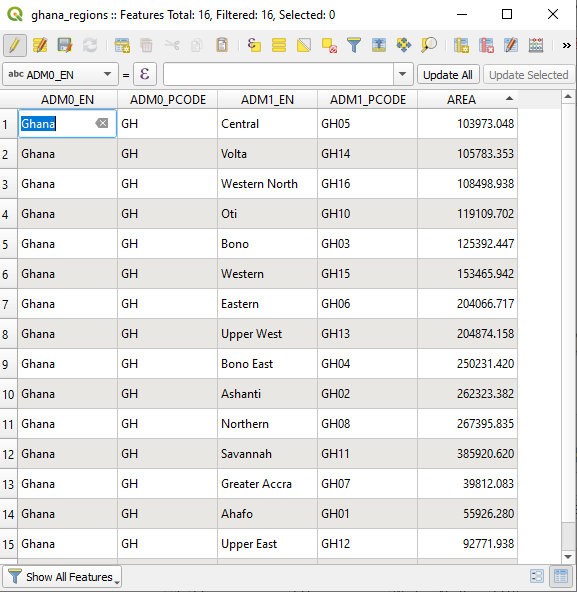 ghana_regions :: Features Total: 16, Filtered: 16, Selected: 0
abc ADM0_EN = ε Update All Update Selected
ADM0_EN ADM0_PCODE ADM1_EN ADM1_PCODE AREA
1 Ghana GH Central GH05 103973.048
2 Ghana GH Volta GH14 105783.353
3 Ghana GH Western North GH16 108498.938
4 Ghana GH Oti GH10 119109.702
5 Ghana GH Bono GH03 125392.447
6 Ghana GH Western GH15 153465.942
7 Ghana GH Eastern GH06 204066.717
8 Ghana GH Upper West GH13 204874.158
9 Ghana GH Bono East GH04 250231.420
10 Ghana GH Ashanti GH02 262323.382
11 Ghana GH Northern GH08 267395.835
12 Ghana GH Savannah GH11 385920.620
13 Ghana GH Greater Accra GH07 39812.083
14 Ghana GH Ahafo GH01 55926.280
15 Ghana GH Upper East GH12 92771.938
Show All Features